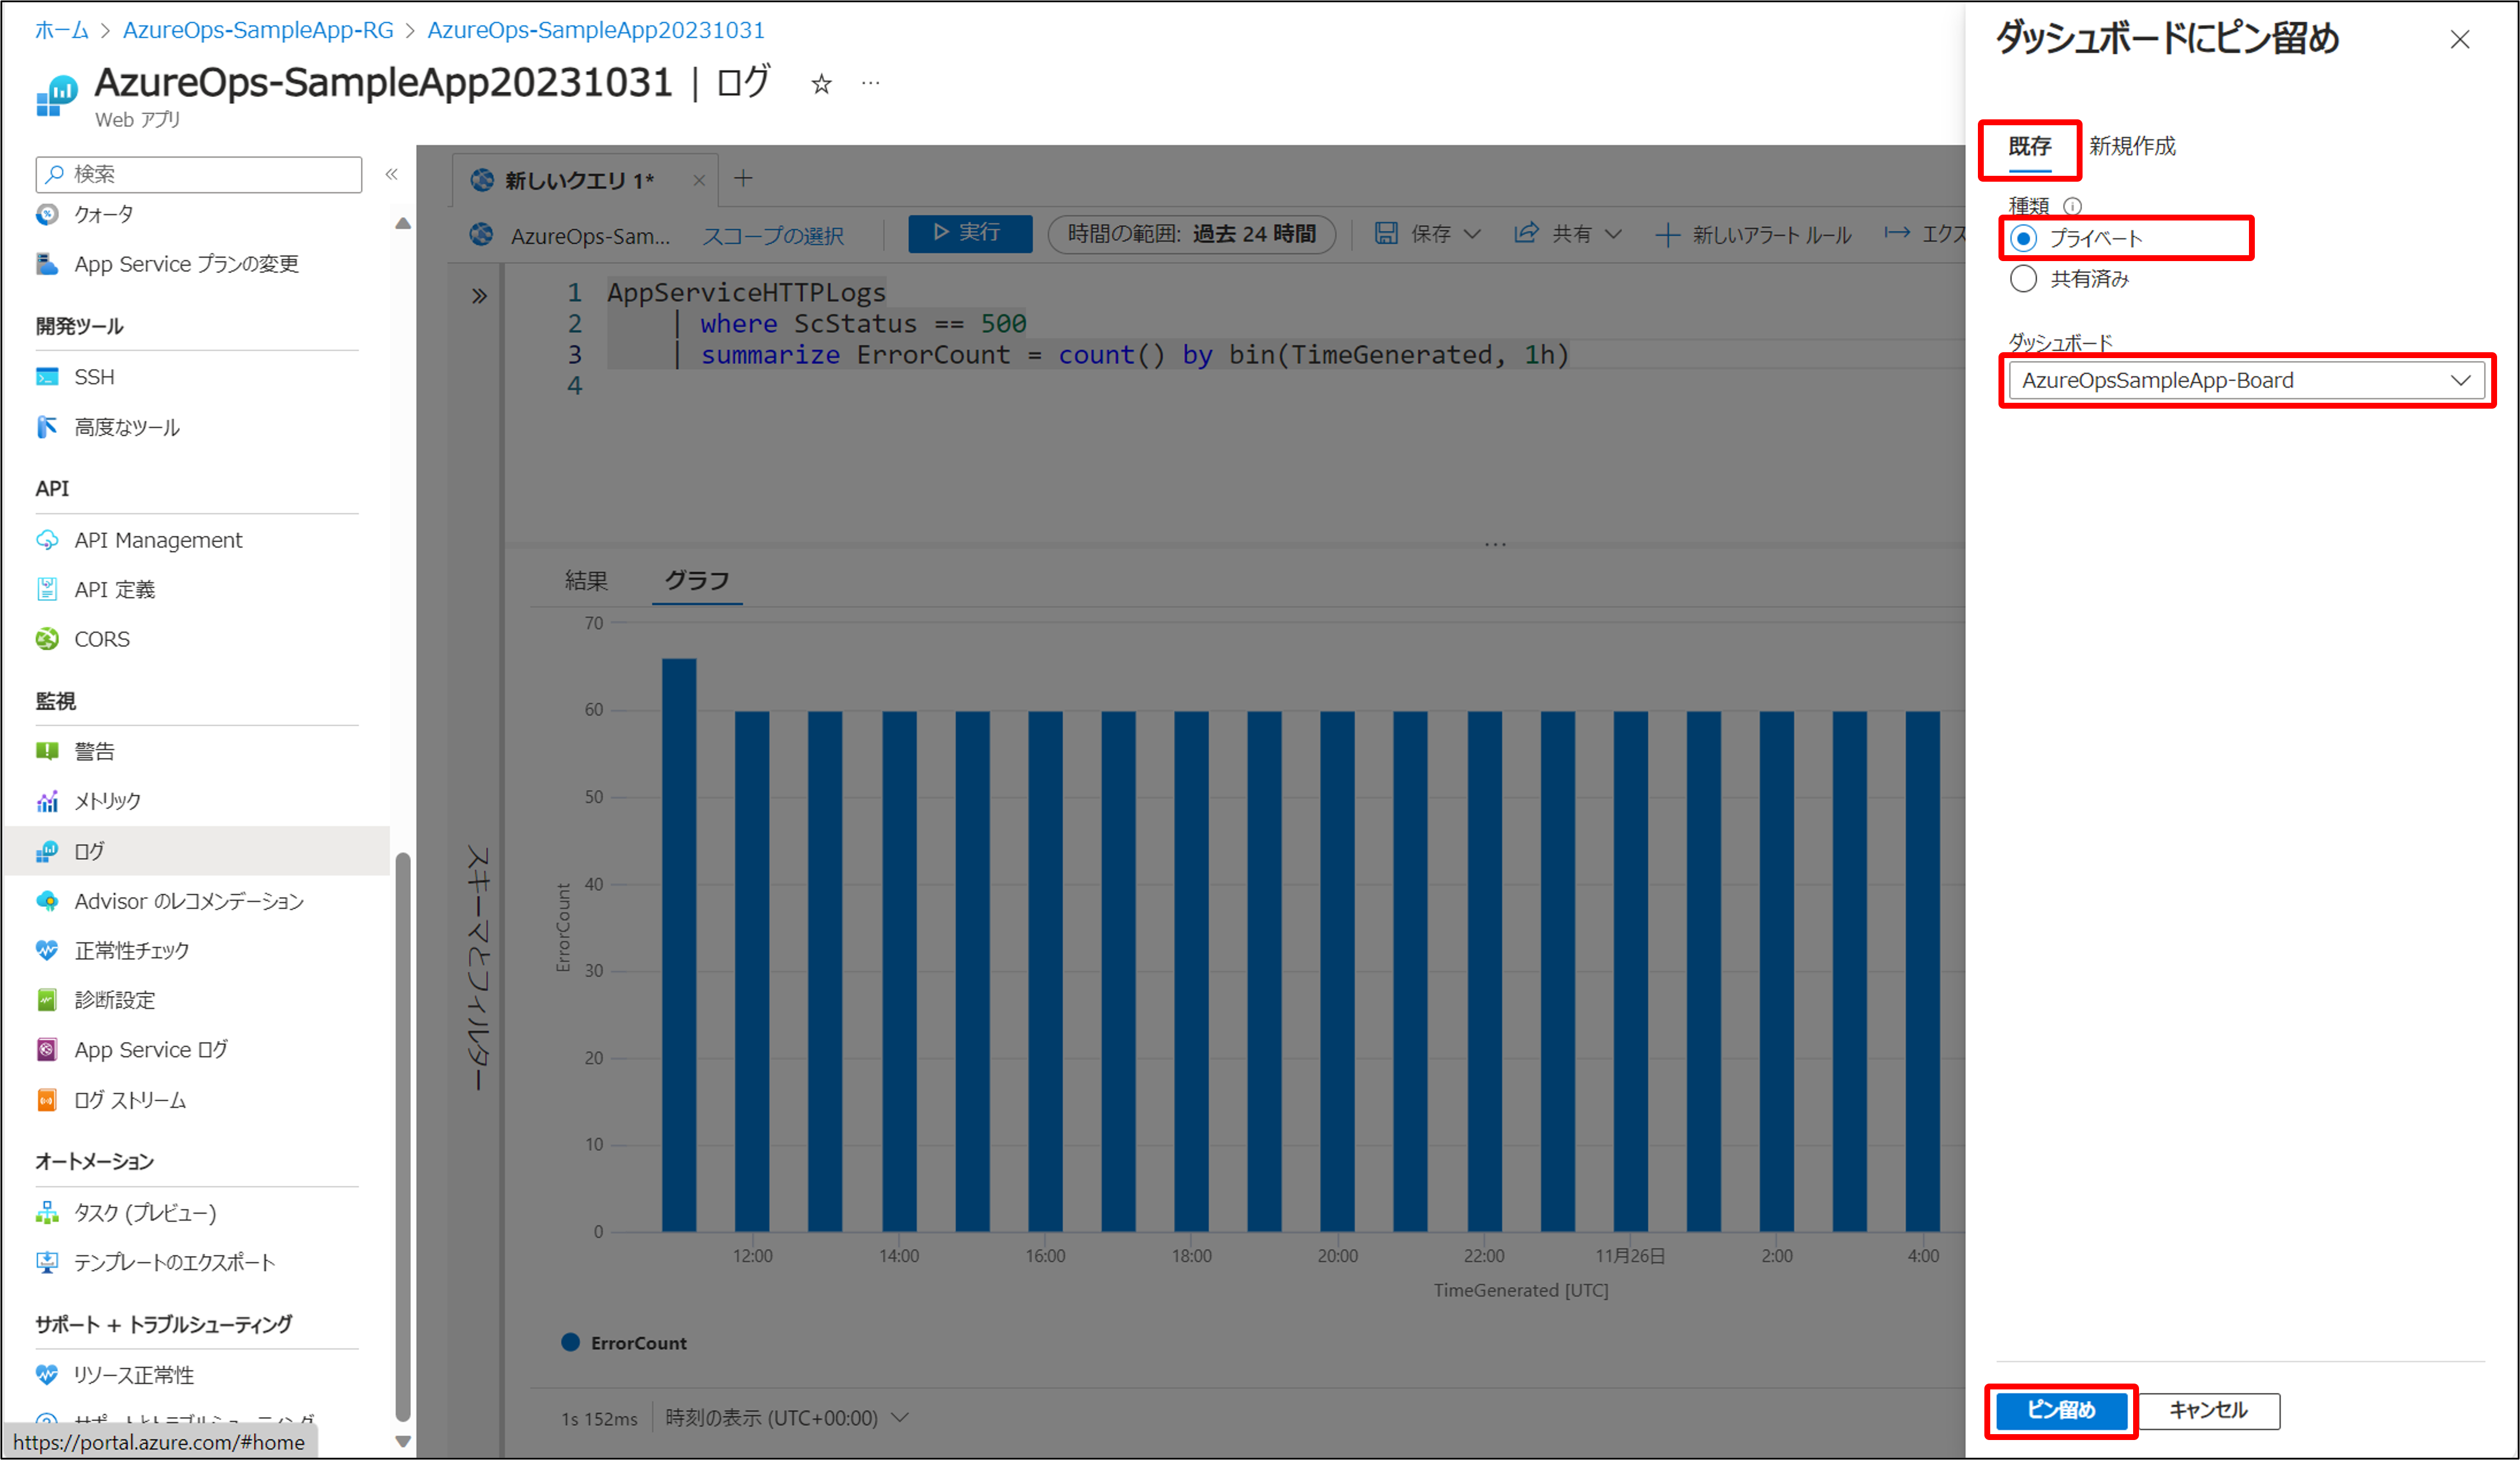 ホーム > AzureOps-SampleApp-RG > AzureOps-SampleApp20231031
AzureOps-SampleApp20231031 | ログ ☆ …
Web アプリ
検索 «
クォータ
App Service プランの変更
開発ツール
SSH
高度なツール
API
API Management
API 定義
CORS
監視
警告
メトリック
ログ
Advisor のレコメンデーション
正常性チェック
診断設定
App Service ログ
ログ ストリーム
オートメーション
タスク (プレビュー)
テンプレートのエクスポート
サポート + トラブルシューティング
リソース正常性
サポートとトラブルシューティング
https://portal.azure.com/#home
新しいクエリ 1* × +
AzureOps-Sam... スコープの選択 ▷ 実行 時間の範囲: 過去 24 時間 保存 共有 + 新しいアラート ルール エクス
»
スキーマとフィルター
1 AppServiceHTTPLogs
2 | where ScStatus == 500
3 | summarize ErrorCount = count() by bin(TimeGenerated, 1h)
4
...
結果 グラフ
70
60
50
40
30
20
10
0
ErrorCount
12:00 14:00 16:00 18:00 20:00 22:00 11月26日 2:00 4:00
TimeGenerated [UTC]
ErrorCount
1s 152ms 時刻の表示 (UTC+00:00)
ダッシュボードにピン留め ×
既存 新規作成
種類
プライベート
共有済み
ダッシュボード
AzureOpsSampleApp-Board
ピン留め キャンセル